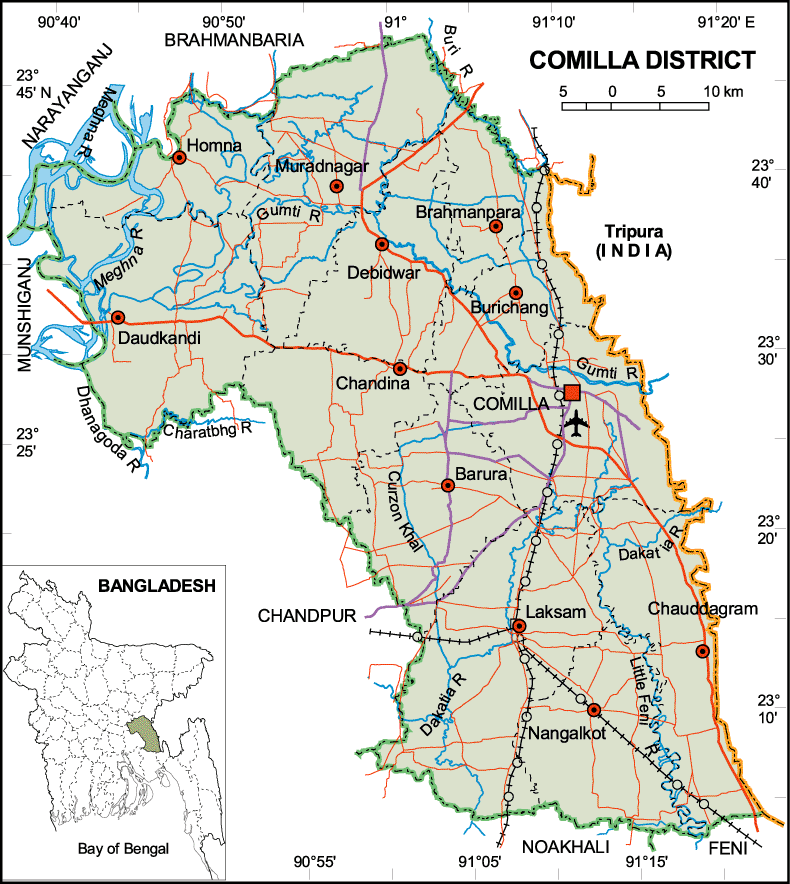 90°40'
90°50'
91°
91°10'
91°20' E
BRAHMANBARIA
COMILLA DISTRICT
5 0 5 10 km
23°
45' N
NARAYANGANJ
Meghna R
Buri R
Homna
Muradnagar
23°
40'
Gumti R
Brahmanpara
Tripura
(I N D I A)
Meghna R
Debidwar
MUNSHIGANJ
Burichang
Daudkandi
23°
30'
Gumti R
Chandina
COMILLA
Dhanagoda R
Charatbhg R
23°
25'
Barura
Curzon Khal
23°
20'
Dakatia R
BANGLADESH
CHANDPUR
Laksam
Chauddagram
Little Feni R
Dakatia R
23°
10'
Nangalkot
Bay of Bengal
NOAKHALI
FENI
90°55'
91°05'
91°15'